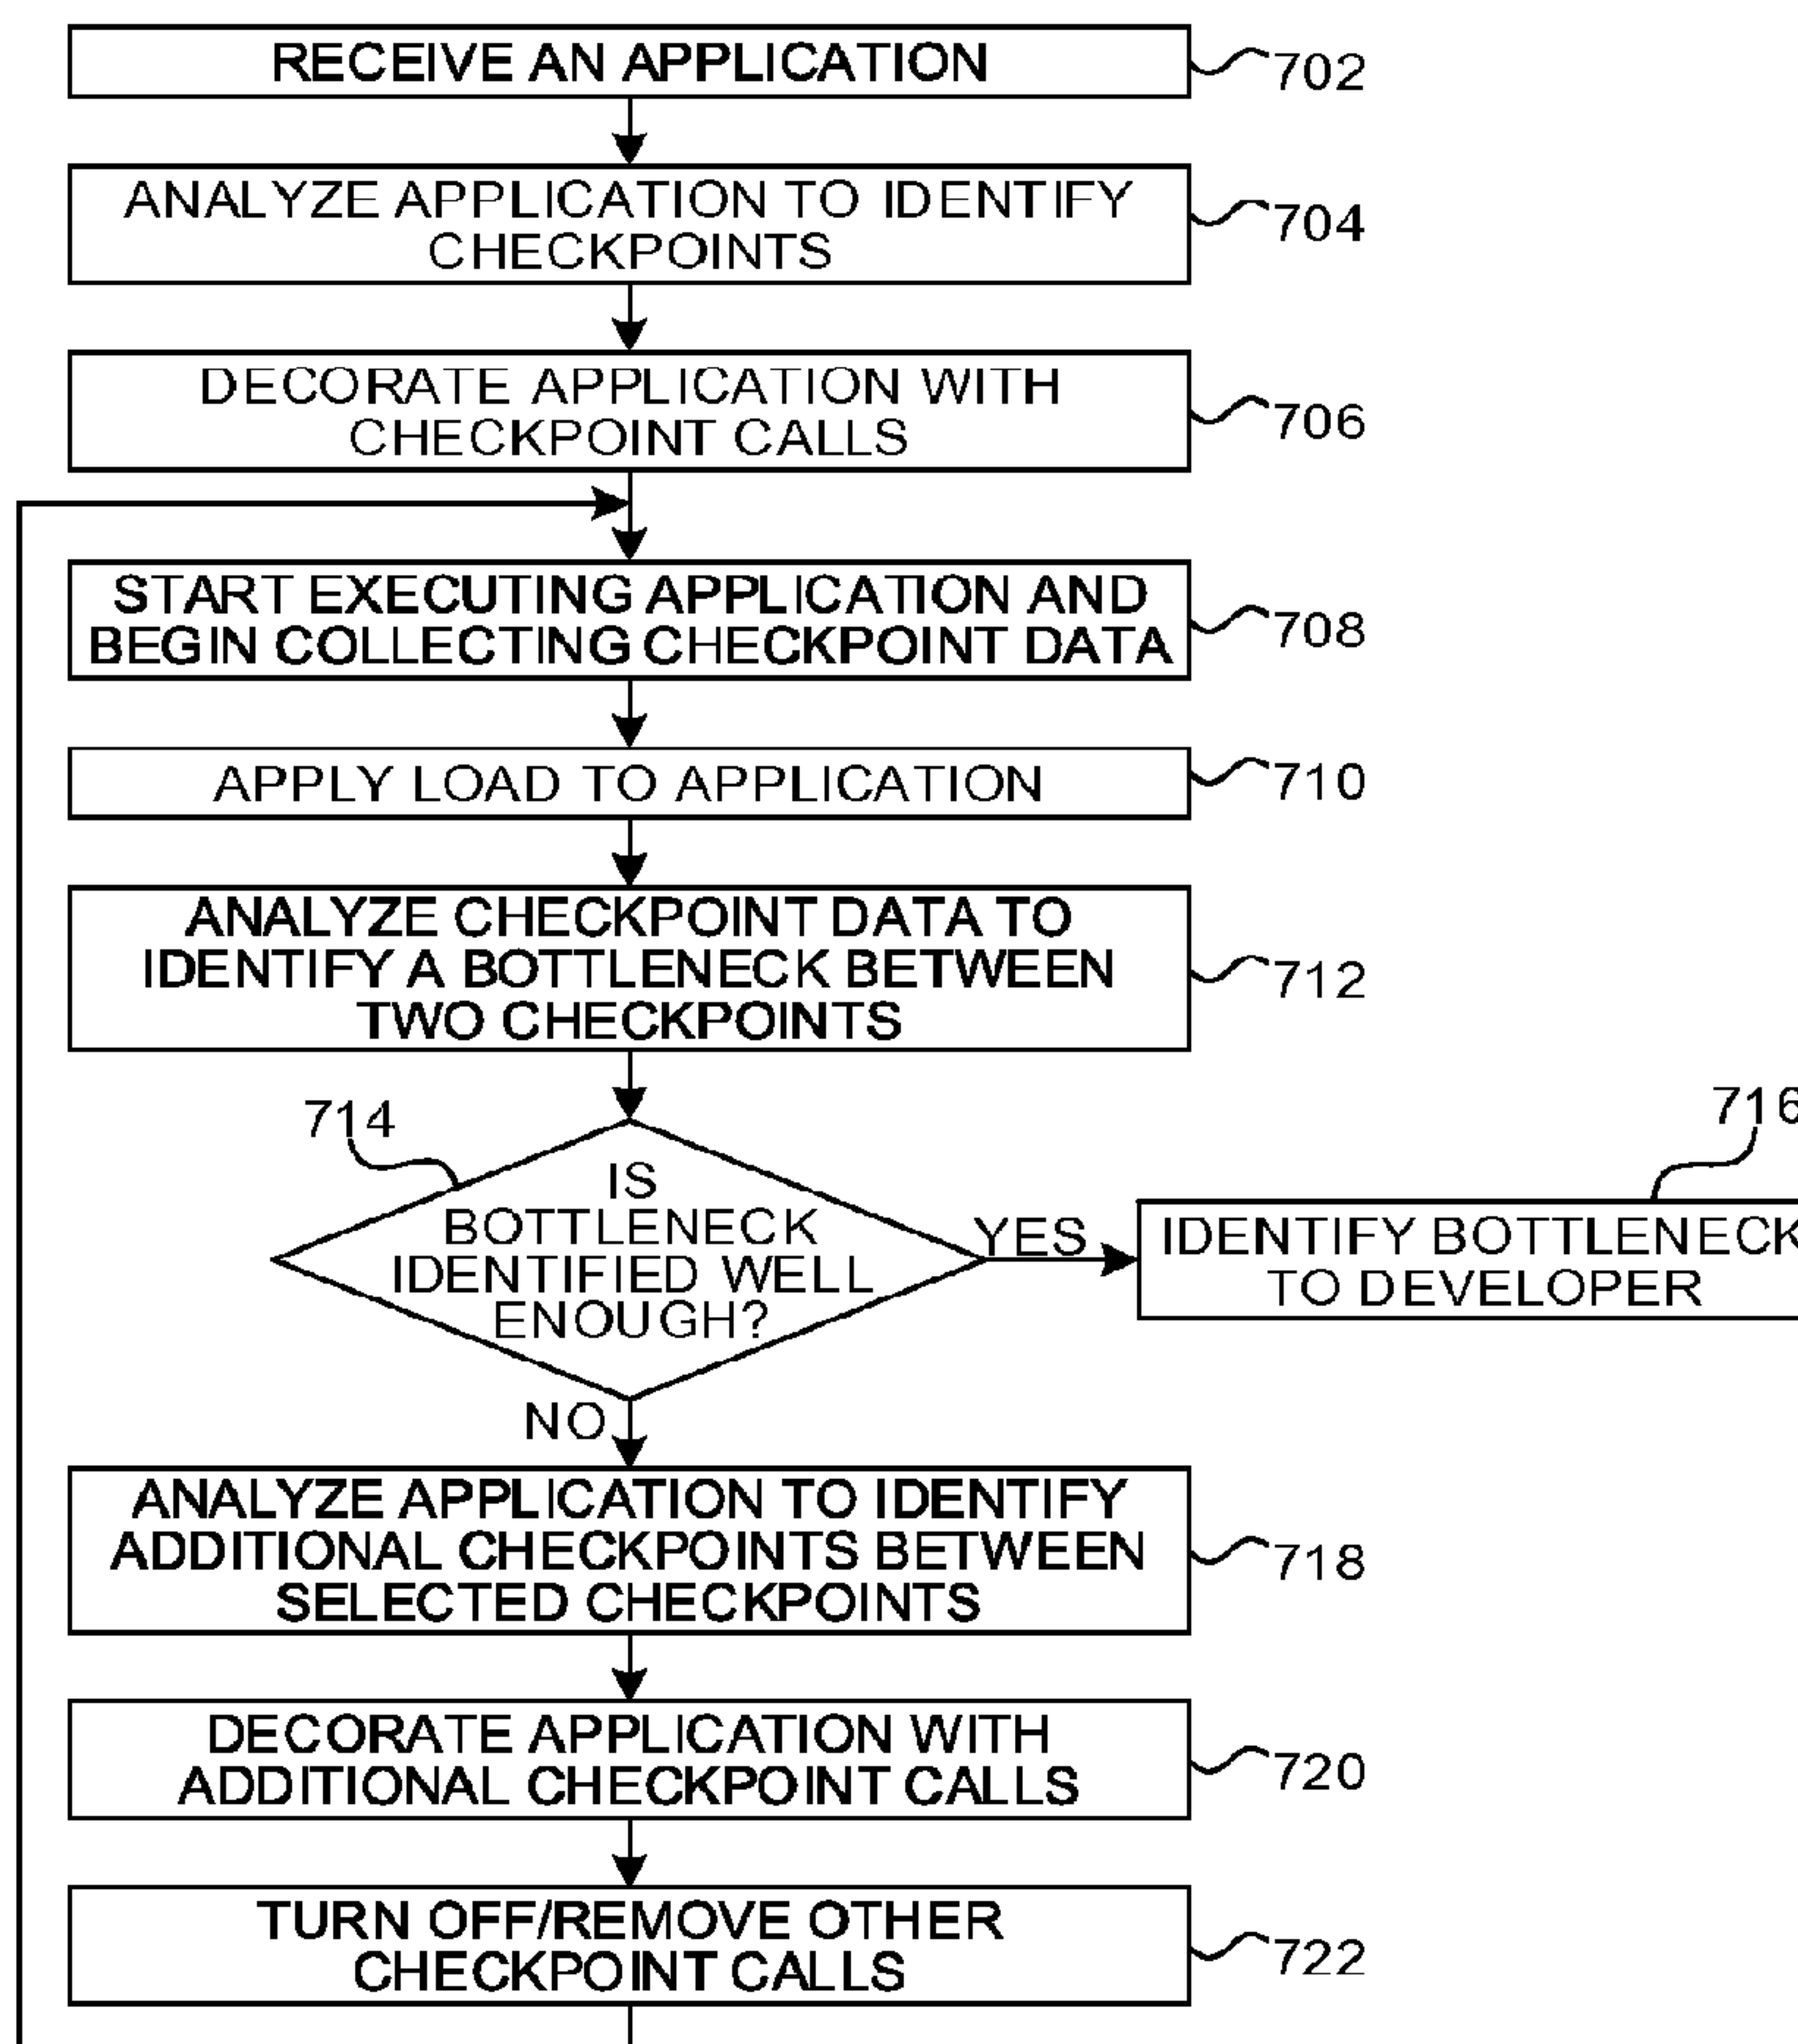 RECEIVE AN APPLICATION
702
ANALYZE APPLICATION TO IDENTIFY
CHECKPOINTS
704
DECORATE APPLICATION WITH
CHECKPOINT CALLS
706
START EXECUTING APPLICATION AND
BEGIN COLLECTING CHECKPOINT DATA
708
APPLY LOAD TO APPLICATION
710
ANALYZE CHECKPOINT DATA TO
IDENTIFY A BOTTLENECK BETWEEN
TWO CHECKPOINTS
712
714
IS
BOTTLENECK
IDENTIFIED WELL
ENOUGH?
YES
716
IDENTIFY BOTTLENECK
TO DEVELOPER
NO
ANALYZE APPLICATION TO IDENTIFY
ADDITIONAL CHECKPOINTS BETWEEN
SELECTED CHECKPOINTS
718
DECORATE APPLICATION WITH
ADDITIONAL CHECKPOINT CALLS
720
TURN OFF/REMOVE OTHER
CHECKPOINT CALLS
722